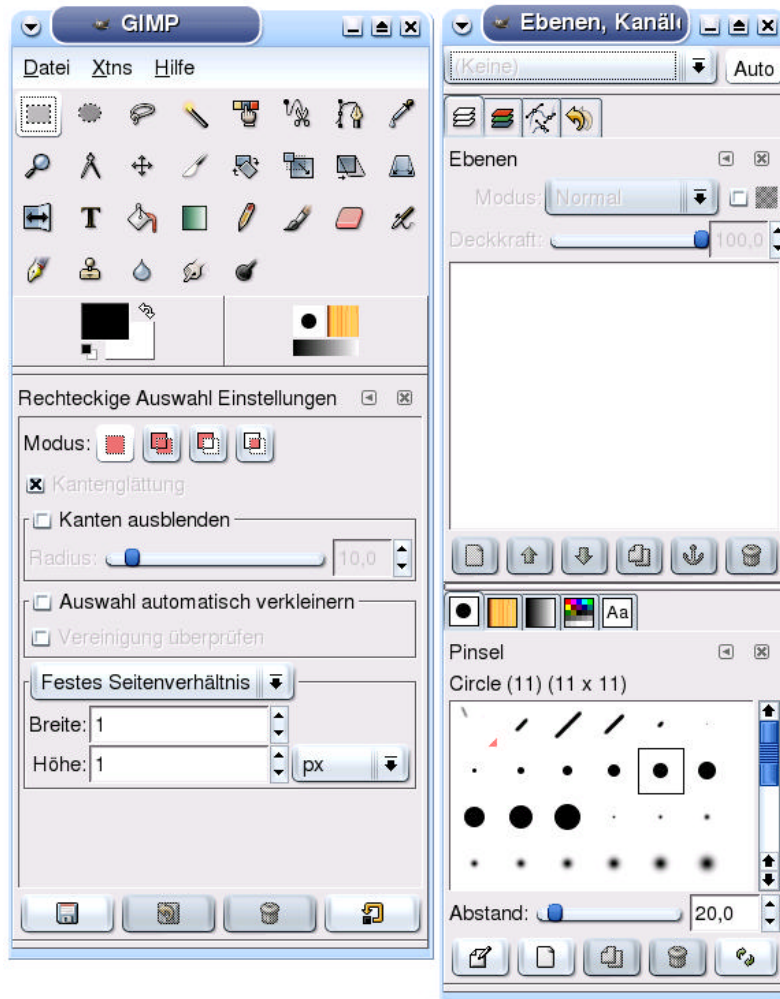 GIMP
Datei Xtns Hilfe
Rechteckige Auswahl Einstellungen
Modus:
Kantenglättung
Kanten ausblenden
Radius: 10,0
Auswahl automatisch verkleinern
Vereinigung überprüfen
Festes Seitenverhältnis
Breite: 1
Höhe: 1 px
Ebenen, Kanäl
(Keine) Auto
Ebenen
Modus: Normal
Deckkraft: 100,0
Aa
Pinsel
Circle (11) (11 x 11)
Abstand: 20,0